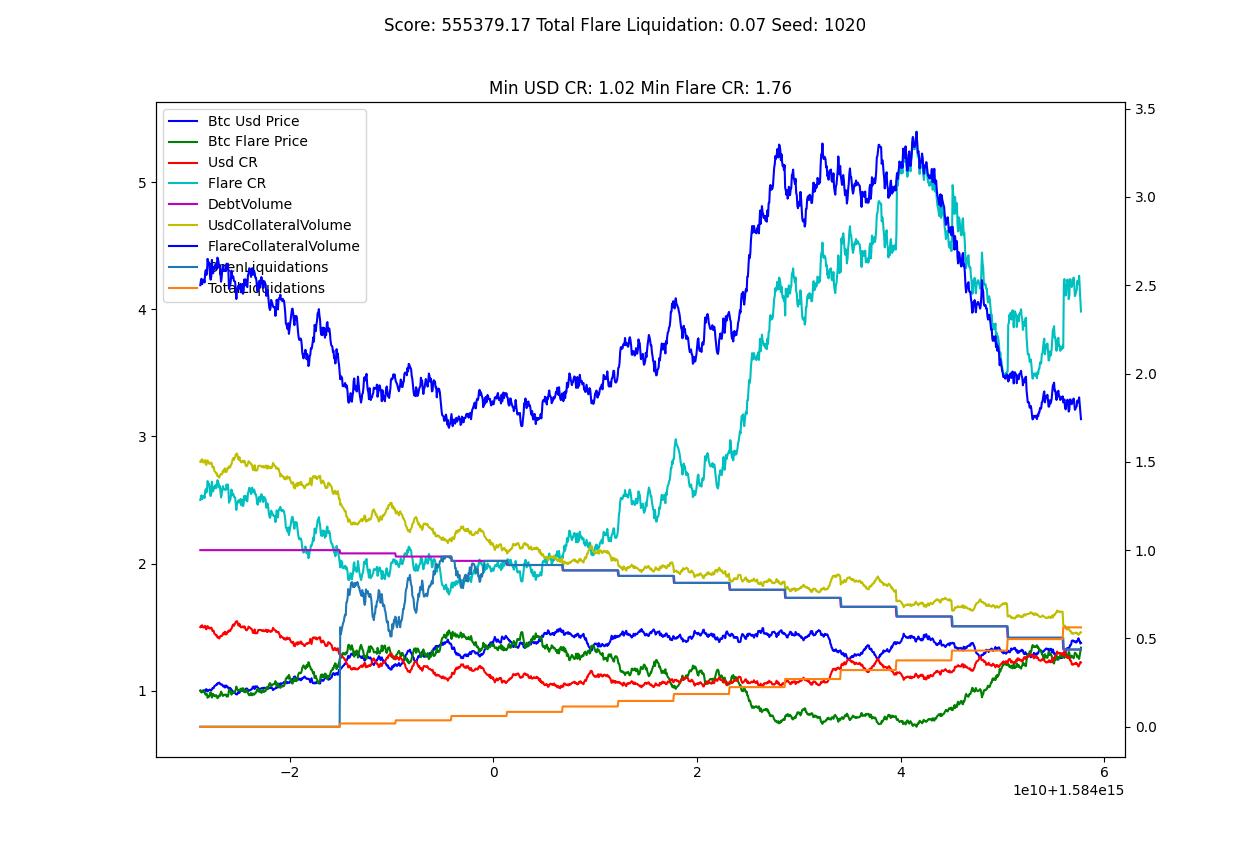 Score: 555379.17 Total Flare Liquidation: 0.07 Seed: 1020
Min USD CR: 1.02 Min Flare CR: 1.76
Btc Usd Price
Btc Flare Price
Usd CR
Flare CR
DebtVolume
UsdCollateralVolume
FlareCollateralVolume
OpenLiquidations
TotalLiquidations
5
4
3
2
1
3.5
3.0
2.5
2.0
1.5
1.0
0.5
0.0
−2
0
2
4
6
1e10+1.584e15